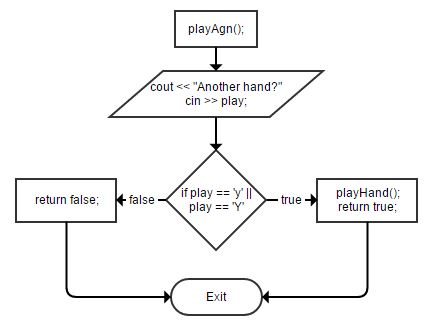 playAgn();
cout << "Another hand?"
cin >> play;
if play == 'y' ||
play == 'Y'
false
true
return false;
playHand();
return true;
Exit